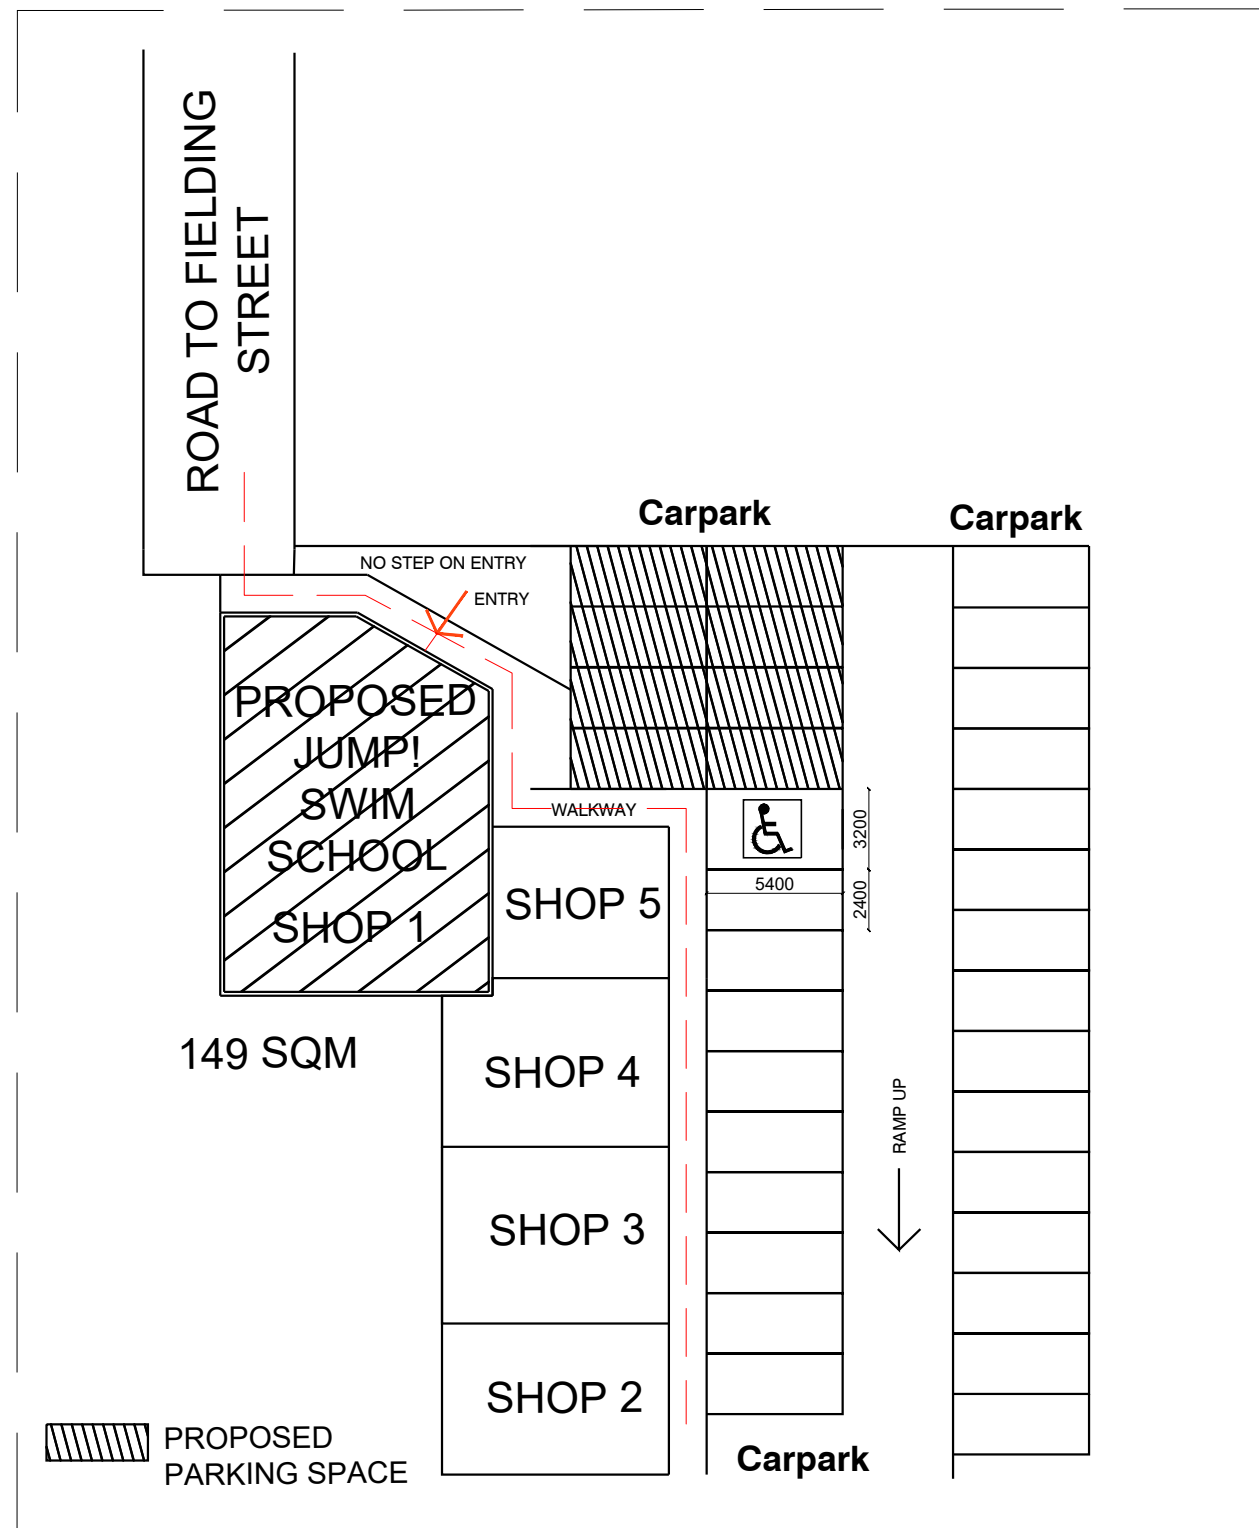 ROAD TO FIELDING
STREET
Carpark
Carpark
NO STEP ON ENTRY
ENTRY
PROPOSED
JUMP!
SWIM
SCHOOL
SHOP 1
WALKWAY
3200
5400
2400
SHOP 5
149 SQM
SHOP 4
RAMP UP
SHOP 3
SHOP 2
PROPOSED
PARKING SPACE
Carpark